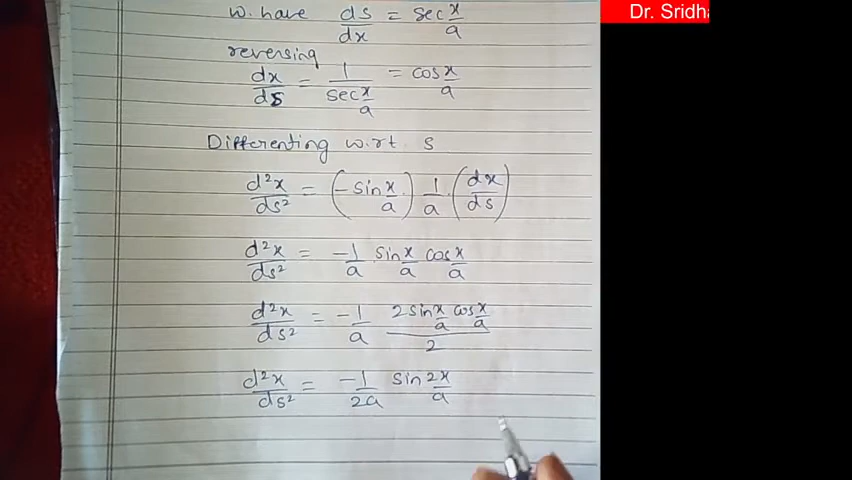 w.have ds/dx = sec x/a
reversing
dx/ds = 1/(sec x/a) = cos x/a
Differenting w.r.t s
d²x/ds² = (-sin x/a) 1/a · (dx/ds)
d²x/ds² = -1/a sin x/a cos x/a
d²x/ds² = -1/a (2 sin x/a cos x/a)/2
d²x/ds² = -1/2a sin 2x/a
Dr. Sridha